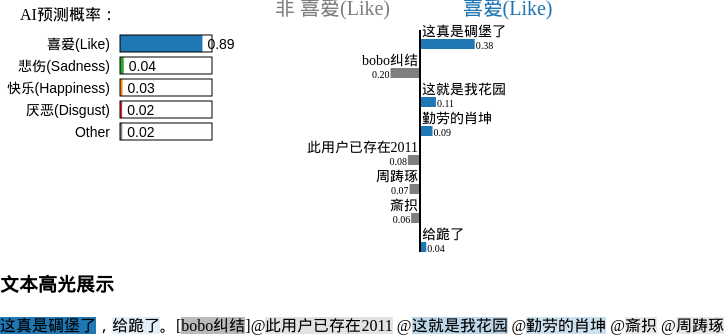 AI预测概率：
喜爱(Like) 0.89
悲伤(Sadness) 0.04
快乐(Happiness) 0.03
厌恶(Disgust) 0.02
Other 0.02
非 喜爱(Like) 喜爱(Like)
这真是碉堡了
0.38
bobo纠结
0.20
这就是我花园
0.11
勤劳的肖坤
0.09
此用户已存在2011
0.08
周踌琢
0.07
斋担
0.06
给跪了
0.04
文本高光展示
这真是碉堡了，给跪了。[bobo纠结]@此用户已存在2011 @这就是我花园 @勤劳的肖坤 @斋担 @周踌琢